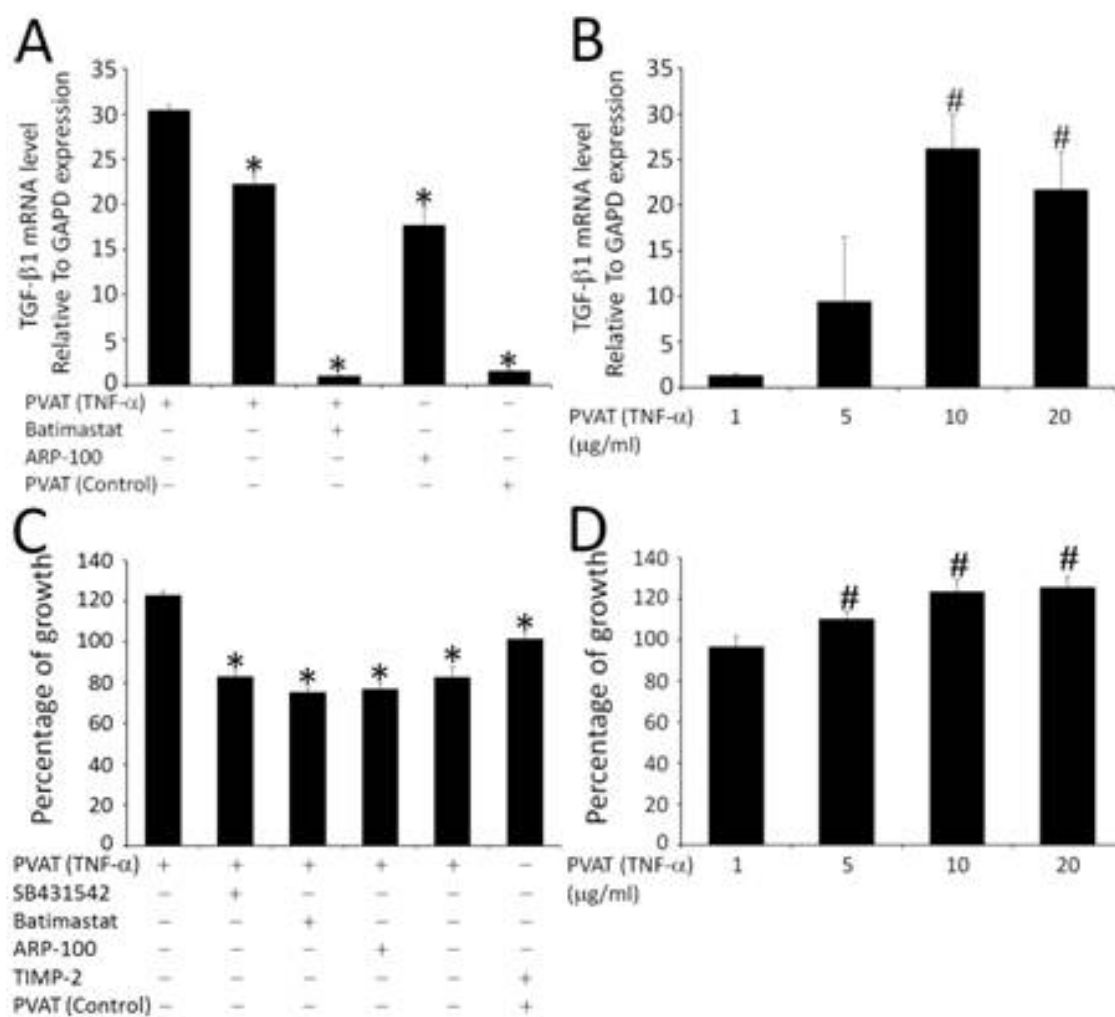 A
TGF-β1 mRNA level
Relative To GAPD expression
35
30
25
20
15
10
5
0
* * * *
PVAT (TNF-α) + + + − −
Batimastat − − + − −
ARP-100 − − − + −
PVAT (Control) − − − − +
B
TGF-β1 mRNA level
Relative To GAPD expression
35
30
25
20
15
10
5
0
# #
PVAT (TNF-α) 1 5 10 20
(μg/ml)
C
Percentage of growth
140
120
100
80
60
40
20
0
* * * * *
PVAT (TNF-α) + + + + + −
SB431542 − + − − − −
Batimastat − − + − − −
ARP-100 − − − + − −
TIMP-2 − − − − − +
PVAT (Control) − − − − − +
D
Percentage of growth
140
120
100
80
60
40
20
0
# # #
PVAT (TNF-α) 1 5 10 20
(μg/ml)